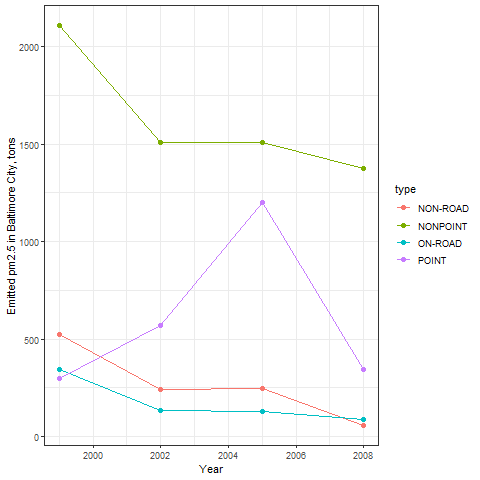 Emitted pm2.5 in Baltimore City, tons
2000
1500
1000
500
0
2000
2002
2004
2006
2008
Year
type
NON-ROAD
NONPOINT
ON-ROAD
POINT